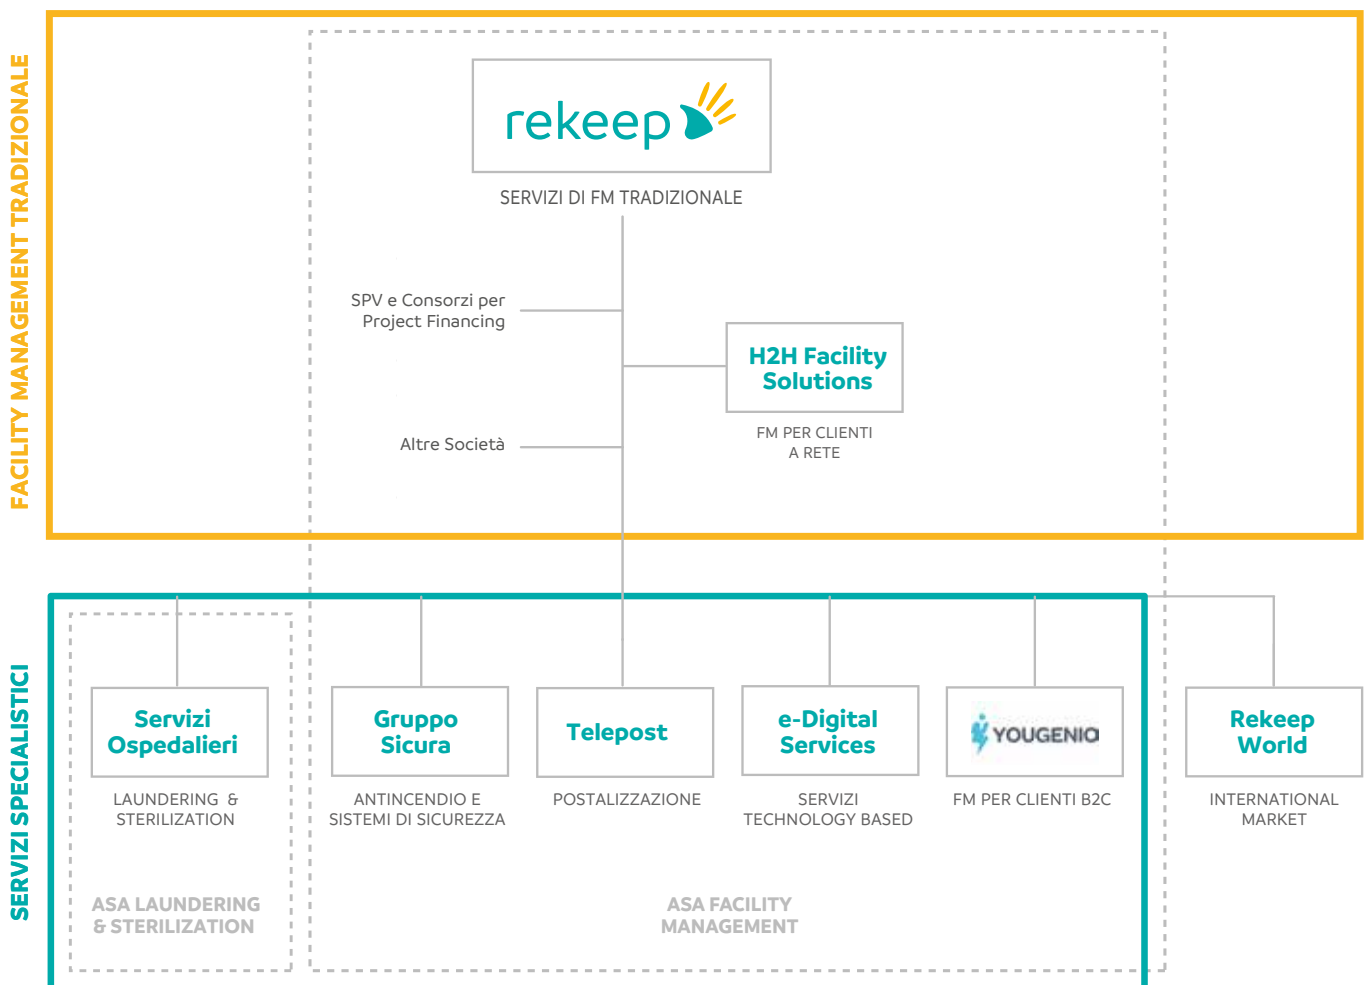 FACILITY MANAGEMENT TRADIZIONALE
rekeep
SERVIZI DI FM TRADIZIONALE
SPV e Consorzi per
Project Financing
H2H Facility
Solutions
FM PER CLIENTI
A RETE
Altre Società
SERVIZI SPECIALISTICI
Servizi
Ospedalieri
LAUNDERING &
STERILIZATION
Gruppo
Sicura
ANTINCENDIO E
SISTEMI DI SICUREZZA
Telepost
POSTALIZZAZIONE
e-Digital
Services
SERVIZI
TECHNOLOGY BASED
YOUGENIO
FM PER CLIENTI B2C
Rekeep
World
INTERNATIONAL
MARKET
ASA LAUNDERING
& STERILIZATION
ASA FACILITY
MANAGEMENT